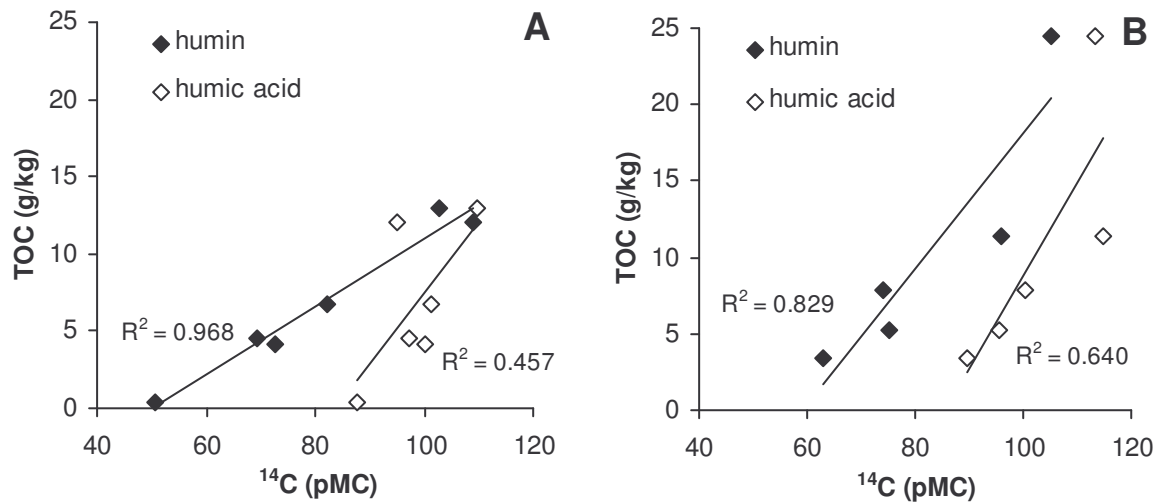 A
humin
humic acid
25
20
15
10
5
0
TOC (g/kg)
R² = 0.968
R² = 0.457
40 60 80 100 120
¹⁴C (pMC)
B
humin
humic acid
25
20
15
10
5
0
TOC (g/kg)
R² = 0.829
R² = 0.640
40 60 80 100 120
¹⁴C (pMC)